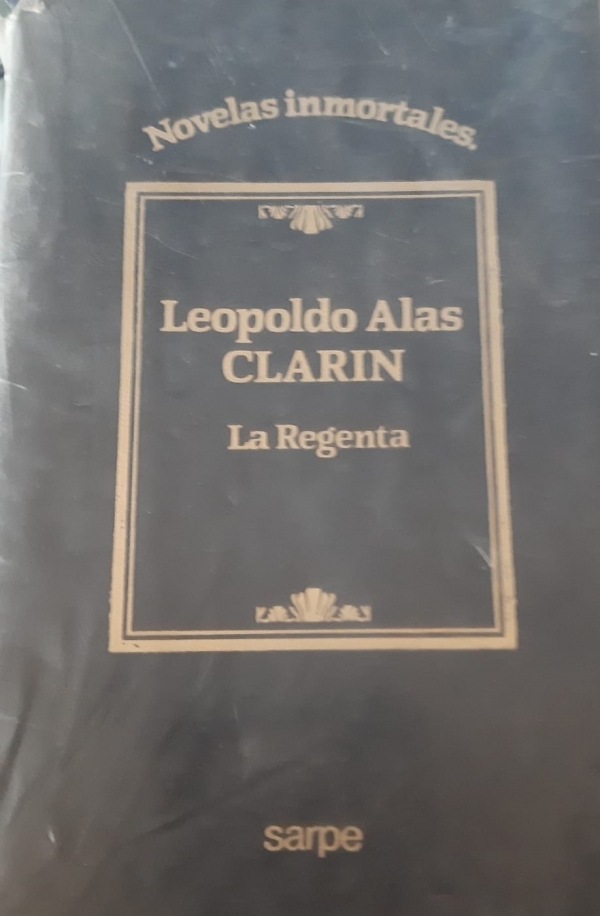 Novelas inmortales.
Leopoldo Alas
CLARIN
La Regenta
sarpe